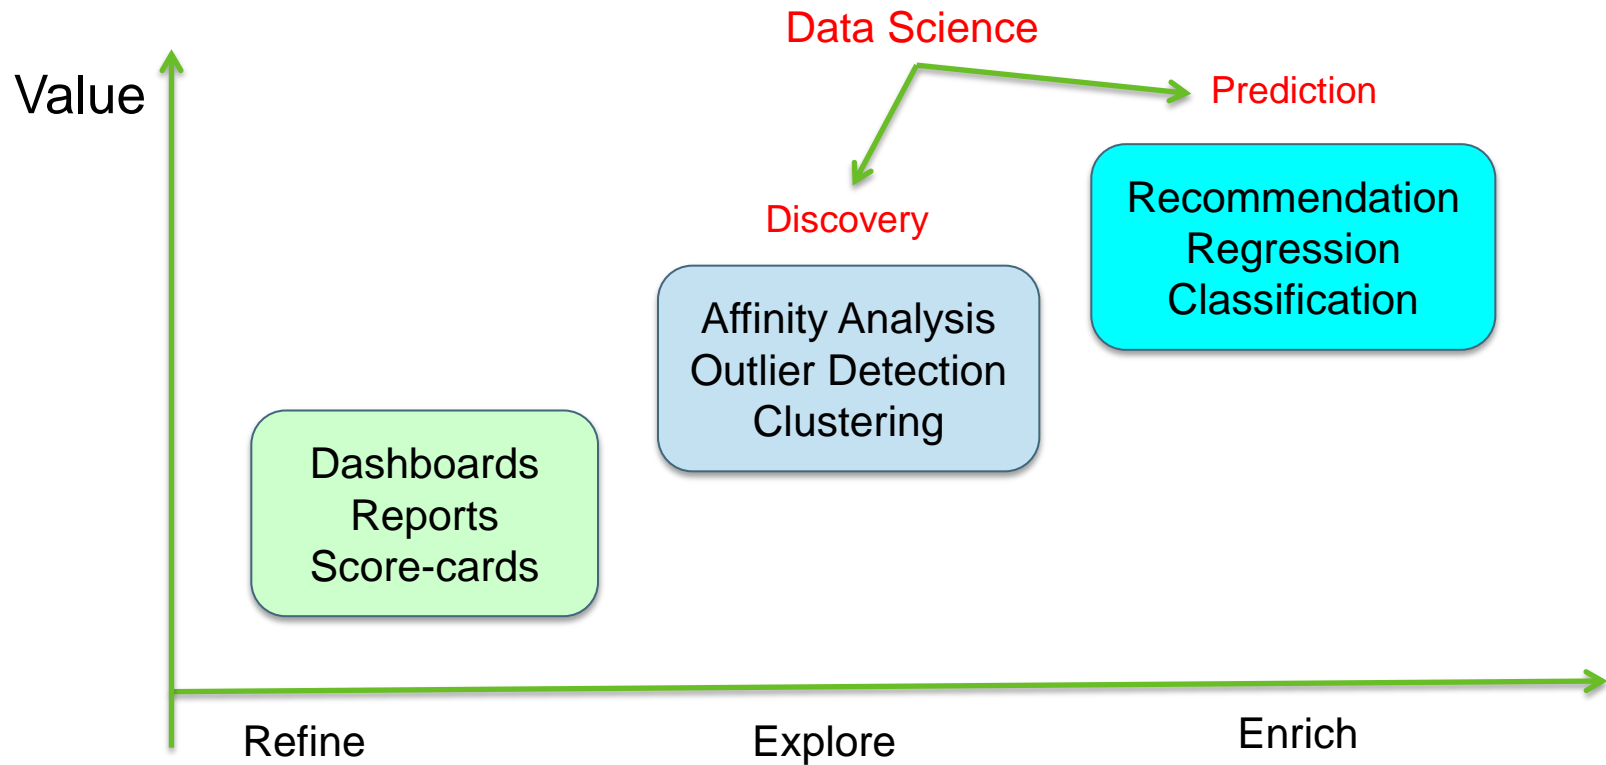 Data Science
Value
Prediction
Recommendation
Regression
Classification
Discovery
Affinity Analysis
Outlier Detection
Clustering
Dashboards
Reports
Score-cards
Refine
Explore
Enrich